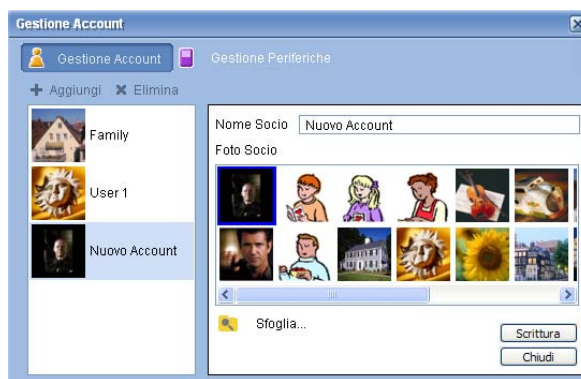 Gestione Account
Gestione Account Gestione Periferiche
Aggiungi Elimina
Family
User 1
Nuovo Account
Nome Socio Nuovo Account
Foto Socio
Sfoglia...
Scrittura
Chiudi